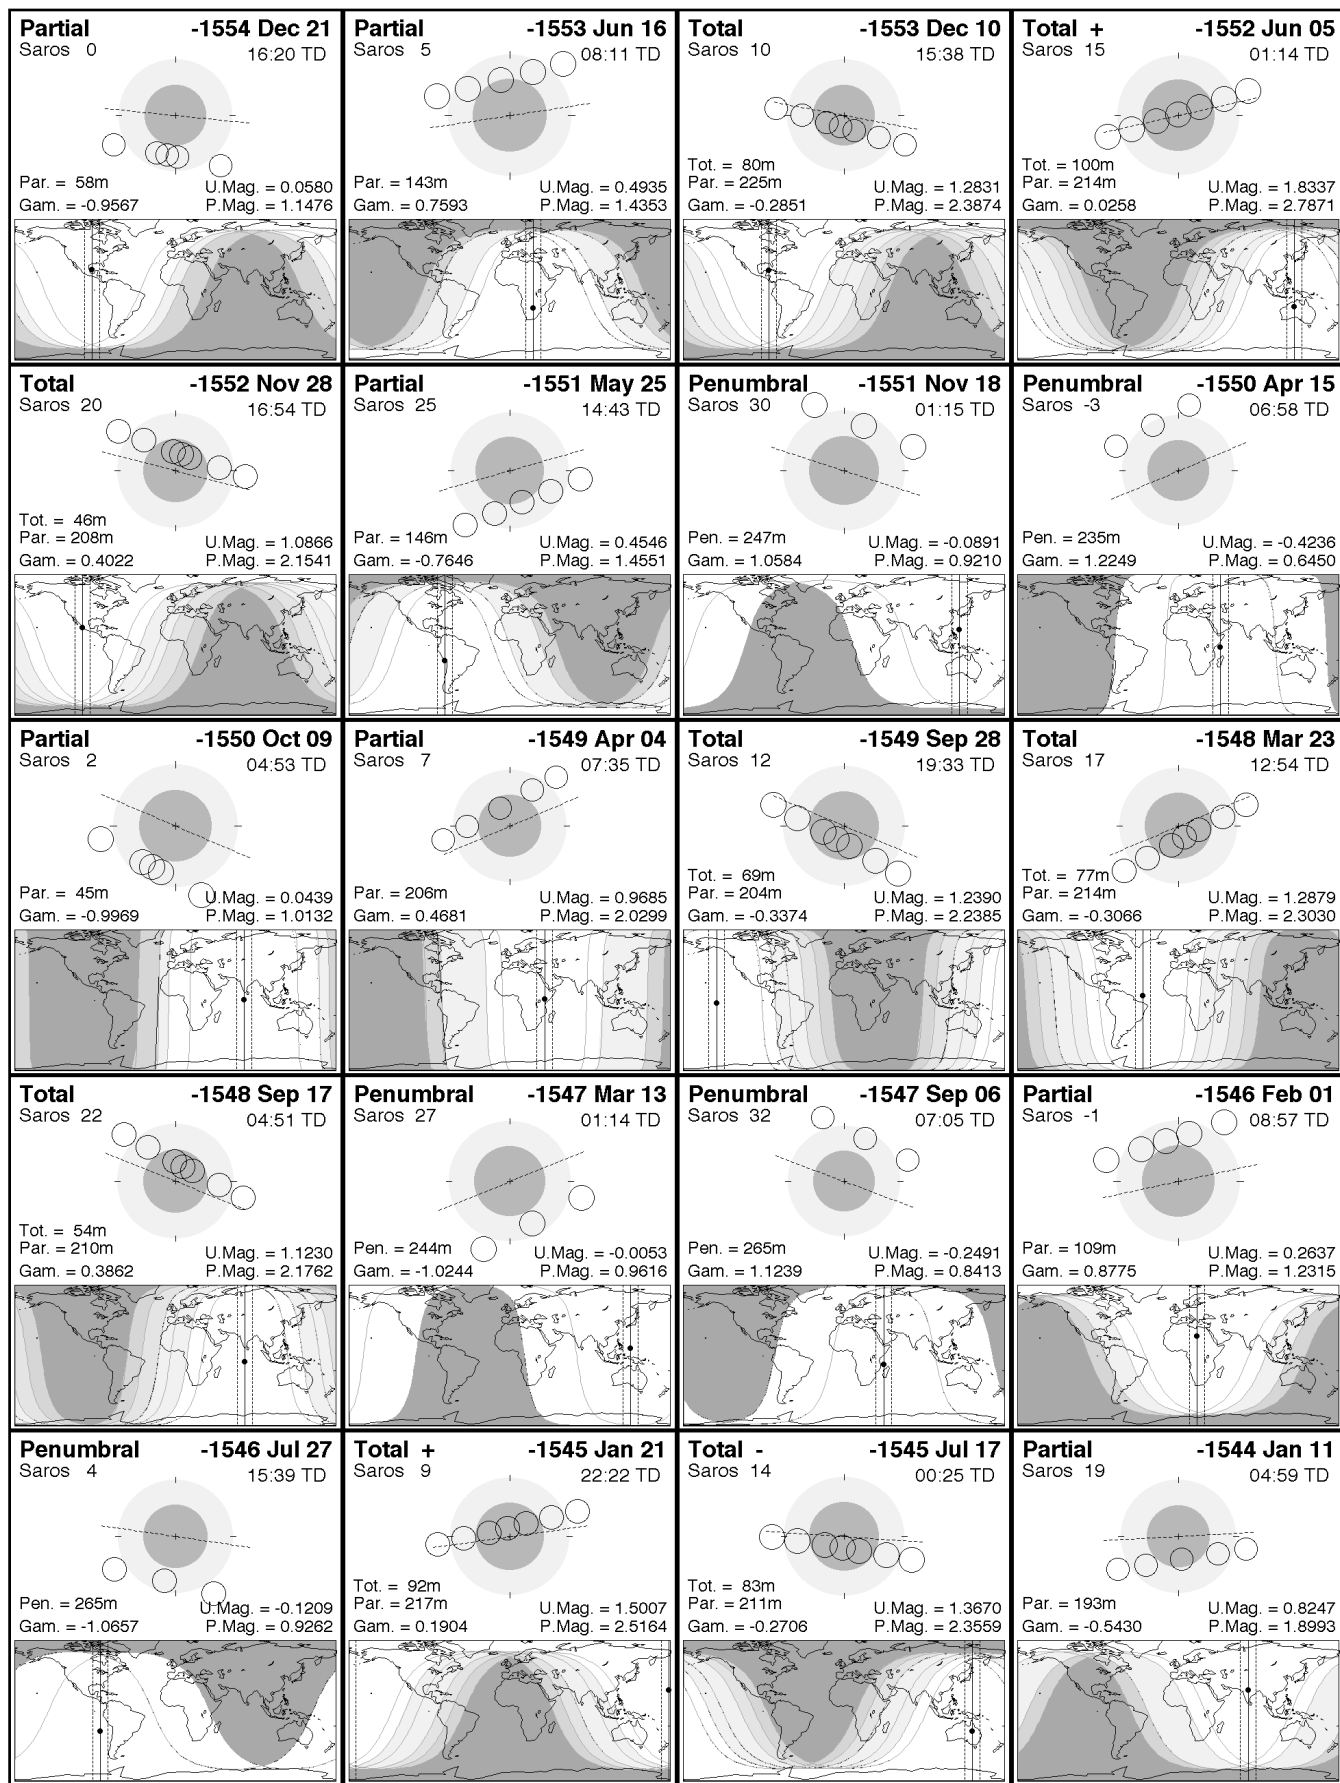 Partial -1554 Dec 21
Saros 0 16:20 TD
Par. = 58m U.Mag. = 0.0580
Gam. = -0.9567 P.Mag. = 1.1476
Partial -1553 Jun 16
Saros 5 08:11 TD
Par. = 143m U.Mag. = 0.4935
Gam. = 0.7593 P.Mag. = 1.4353
Total -1553 Dec 10
Saros 10 15:38 TD
Tot. = 80m
Par. = 225m U.Mag. = 1.2831
Gam. = -0.2851 P.Mag. = 2.3874
Total + -1552 Jun 05
Saros 15 01:14 TD
Tot. = 100m
Par. = 214m U.Mag. = 1.8337
Gam. = 0.0258 P.Mag. = 2.7871
Total -1552 Nov 28
Saros 20 16:54 TD
Tot. = 46m
Par. = 208m U.Mag. = 1.0866
Gam. = 0.4022 P.Mag. = 2.1541
Partial -1551 May 25
Saros 25 14:43 TD
Par. = 146m U.Mag. = 0.4546
Gam. = -0.7646 P.Mag. = 1.4551
Penumbral -1551 Nov 18
Saros 30 01:15 TD
Pen. = 247m U.Mag. = -0.0891
Gam. = 1.0584 P.Mag. = 0.9210
Penumbral -1550 Apr 15
Saros -3 06:58 TD
Pen. = 235m U.Mag. = -0.4236
Gam. = 1.2249 P.Mag. = 0.6450
Partial -1550 Oct 09
Saros 2 04:53 TD
Par. = 45m U.Mag. = 0.0439
Gam. = -0.9969 P.Mag. = 1.0132
Partial -1549 Apr 04
Saros 7 07:35 TD
Par. = 206m U.Mag. = 0.9685
Gam. = 0.4681 P.Mag. = 2.0299
Total -1549 Sep 28
Saros 12 19:33 TD
Tot. = 69m
Par. = 204m U.Mag. = 1.2390
Gam. = -0.3374 P.Mag. = 2.2385
Total -1548 Mar 23
Saros 17 12:54 TD
Tot. = 77m
Par. = 214m U.Mag. = 1.2879
Gam. = -0.3066 P.Mag. = 2.3030
Total -1548 Sep 17
Saros 22 04:51 TD
Tot. = 54m
Par. = 210m U.Mag. = 1.1230
Gam. = 0.3862 P.Mag. = 2.1762
Penumbral -1547 Mar 13
Saros 27 01:14 TD
Pen. = 244m U.Mag. = -0.0053
Gam. = -1.0244 P.Mag. = 0.9616
Penumbral -1547 Sep 06
Saros 32 07:05 TD
Pen. = 265m U.Mag. = -0.2491
Gam. = 1.1239 P.Mag. = 0.8413
Partial -1546 Feb 01
Saros -1 08:57 TD
Par. = 109m U.Mag. = 0.2637
Gam. = 0.8775 P.Mag. = 1.2315
Penumbral -1546 Jul 27
Saros 4 15:39 TD
Pen. = 265m U.Mag. = -0.1209
Gam. = -1.0657 P.Mag. = 0.9262
Total + -1545 Jan 21
Saros 9 22:22 TD
Tot. = 92m
Par. = 217m U.Mag. = 1.5007
Gam. = 0.1904 P.Mag. = 2.5164
Total - -1545 Jul 17
Saros 14 00:25 TD
Tot. = 83m
Par. = 211m U.Mag. = 1.3670
Gam. = -0.2706 P.Mag. = 2.3559
Partial -1544 Jan 11
Saros 19 04:59 TD
Par. = 193m U.Mag. = 0.8247
Gam. = -0.5430 P.Mag. = 1.8993